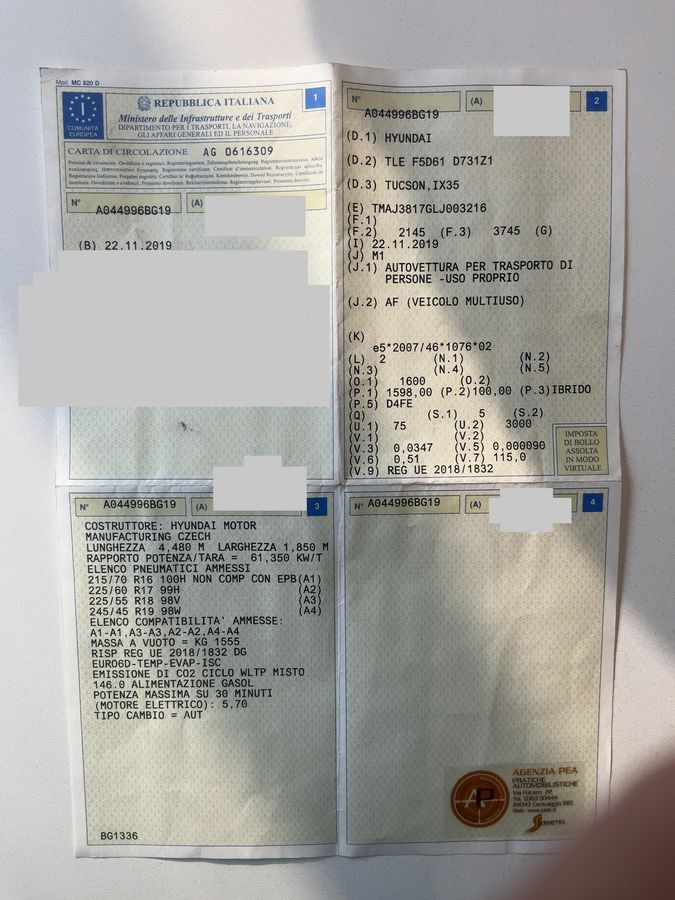 Mod. MC 820 D
COMUNITÀ
EUROPEA
REPUBBLICA ITALIANA
1
Ministero delle Infrastrutture e dei Trasporti
DIPARTIMENTO PER I TRASPORTI, LA NAVIGAZIONE,
GLI AFFARI GENERALI ED IL PERSONALE
CARTA DI CIRCOLAZIONE AG 0616309
N° A044996BG19 (A)
(B) 22.11.2019
N° A044996BG19 (A) 2
(D.1) HYUNDAI
(D.2) TLE F5D61 D731Z1
(D.3) TUCSON,IX35
(E) TMAJ3817GLJ003216
(F.1)
(F.2) 2145 (F.3) 3745 (G)
(I) 22.11.2019
(J) M1
(J.1) AUTOVETTURA PER TRASPORTO DI
PERSONE -USO PROPRIO
(J.2) AF (VEICOLO MULTIUSO)
(K)
e5*2007/46*1076*02
(L) 2 (N.1) (N.2)
(N.3) (N.4) (N.5)
(O.1) 1600 (O.2)
(P.1) 1598,00 (P.2)100,00 (P.3)IBRIDO
(P.5) D4FE
(Q) (S.1) 5 (S.2)
(U.1) 75 (U.2) 3000
(V.1) (V.2)
(V.3) 0,0347 (V.5) 0,000090
(V.6) 0,51 (V.7) 115,0
(V.9) REG UE 2018/1832
IMPOSTA
DI BOLLO
ASSOLTA
IN MODO
VIRTUALE
N° A044996BG19 (A) 3
COSTRUTTORE: HYUNDAI MOTOR
MANUFACTURING CZECH
LUNGHEZZA 4,480 M LARGHEZZA 1,850 M
RAPPORTO POTENZA/TARA = 61,350 KW/T
ELENCO PNEUMATICI AMMESSI
215/70 R16 100H NON COMP CON EPB(A1)
225/60 R17 99H (A2)
225/55 R18 98V (A3)
245/45 R19 98W (A4)
ELENCO COMPATIBILITA' AMMESSE:
A1-A1,A3-A3,A2-A2,A4-A4
MASSA A VUOTO = KG 1555
RISP REG UE 2018/1832 DG
EURO6D-TEMP-EVAP-ISC
EMISSIONE DI CO2 CICLO WLTP MISTO
146.0 ALIMENTAZIONE GASOL
POTENZA MASSIMA SU 30 MINUTI
(MOTORE ELETTRICO): 5,70
TIPO CAMBIO = AUT
BG1336
N° A044996BG19 (A) 4
AGENZIA PEA
PRATICHE
AUTOMOBILISTICHE
24043 Caravaggio (BG)
SERMETRA